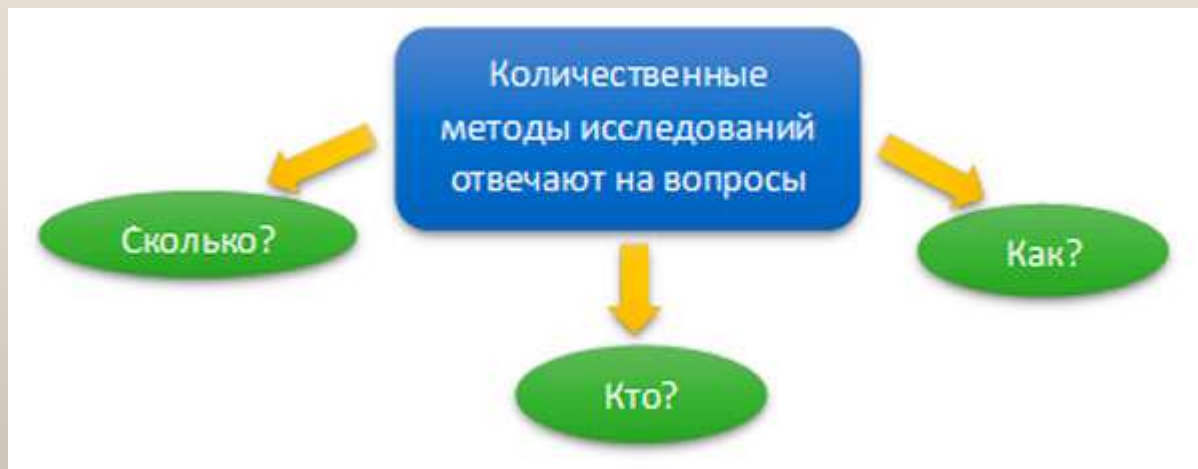 Количественные
методы исследований
отвечают на вопросы
Сколько?
Кто?
Как?